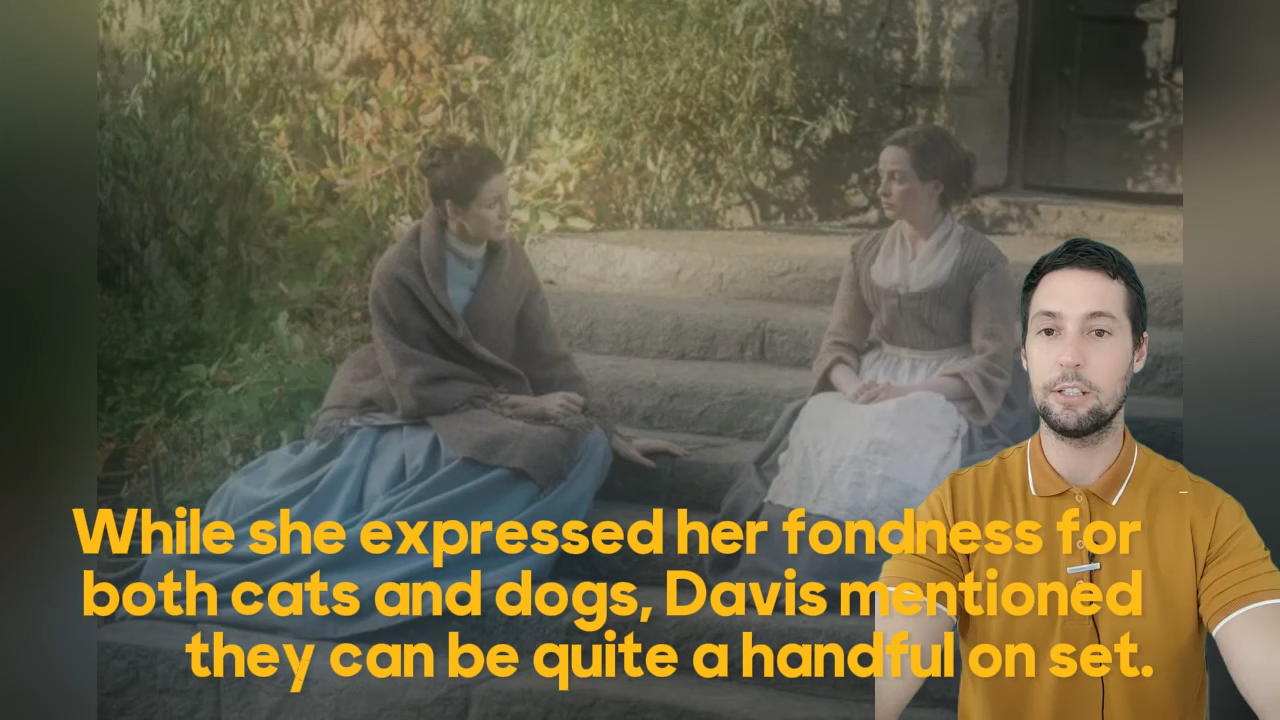 While she expressed her fondness for
both cats and dogs, Davis mentioned
they can be quite a handful on set.